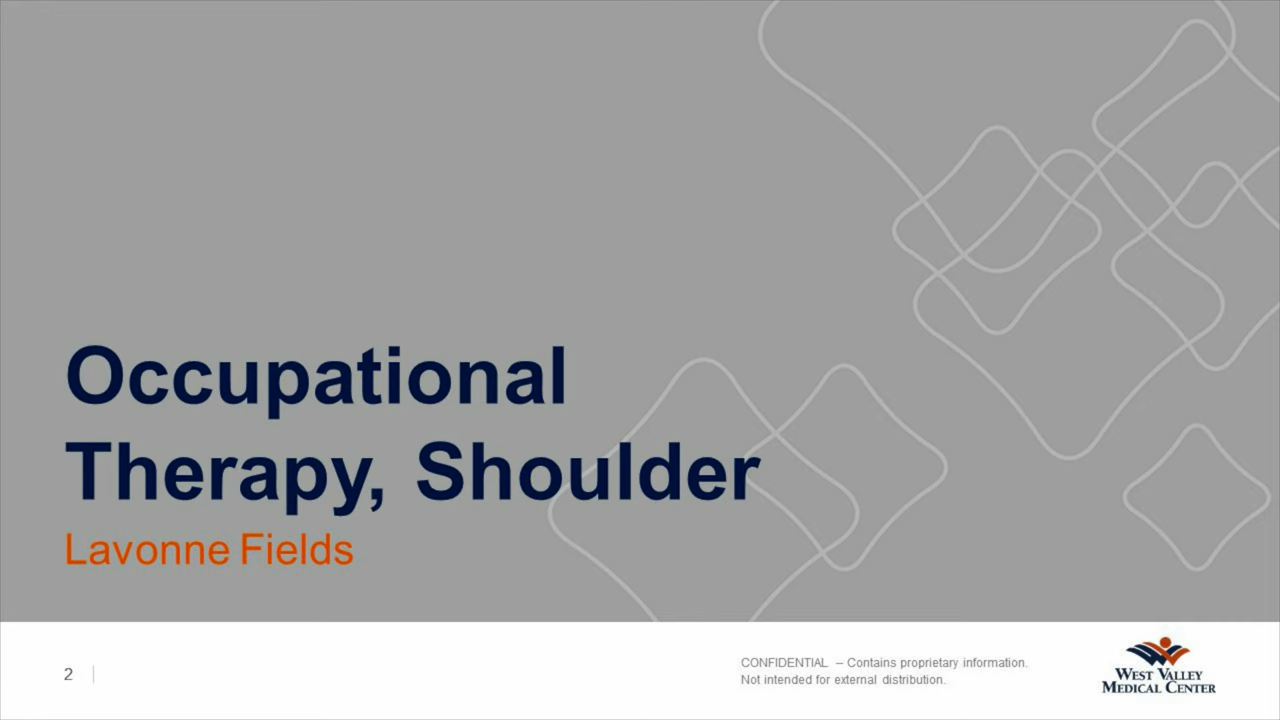 Occupational
Therapy, Shoulder
Lavonne Fields
2
CONFIDENTIAL – Contains proprietary information.
Not intended for external distribution.
WEST VALLEY
MEDICAL CENTER